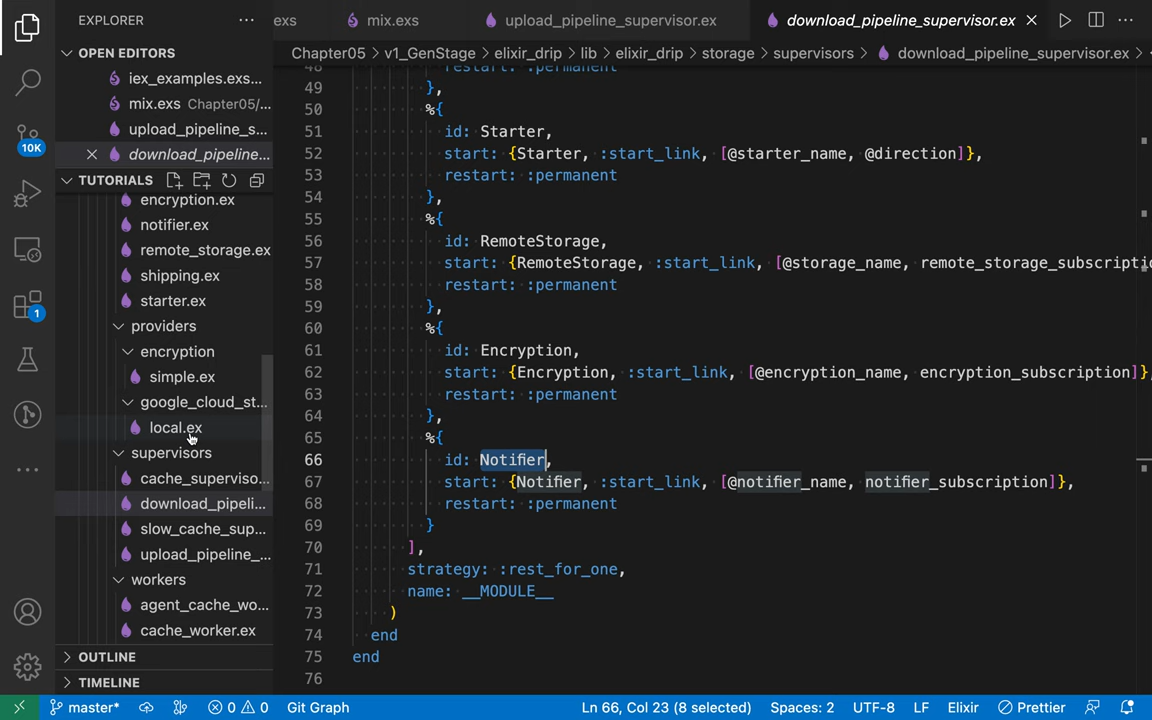 EXPLORER
exs
mix.exs
upload_pipeline_supervisor.ex
download_pipeline_supervisor.ex
OPEN EDITORS
iex_examples.exs...
mix.exs Chapter05/...
upload_pipeline_s...
download_pipeline...
TUTORIALS
encryption.ex
notifier.ex
remote_storage.ex
shipping.ex
starter.ex
providers
encryption
simple.ex
google_cloud_st...
local.ex
supervisors
cache_superviso...
download_pipeli...
slow_cache_sup...
upload_pipeline_...
workers
agent_cache_wo...
cache_worker.ex
OUTLINE
TIMELINE
10K
1
Chapter05 > v1_GenStage > elixir_drip > lib > elixir_drip > storage > supervisors > download_pipeline_supervisor.ex >
48 restart: :permanent
49 },
50 %{
51 id: Starter,
52 start: {Starter, :start_link, [@starter_name, @direction]},
53 restart: :permanent
54 },
55 %{
56 id: RemoteStorage,
57 start: {RemoteStorage, :start_link, [@storage_name, remote_storage_subscripti
58 restart: :permanent
59 },
60 %{
61 id: Encryption,
62 start: {Encryption, :start_link, [@encryption_name, encryption_subscription]}
63 restart: :permanent
64 },
65 %{
66 id: Notifier,
67 start: {Notifier, :start_link, [@notifier_name, notifier_subscription]},
68 restart: :permanent
69 }
70 ],
71 strategy: :rest_for_one,
72 name: __MODULE__
73 )
74 end
75 end
76
master* 0 0 Git Graph Ln 66, Col 23 (8 selected) Spaces: 2 UTF-8 LF Elixir Prettier